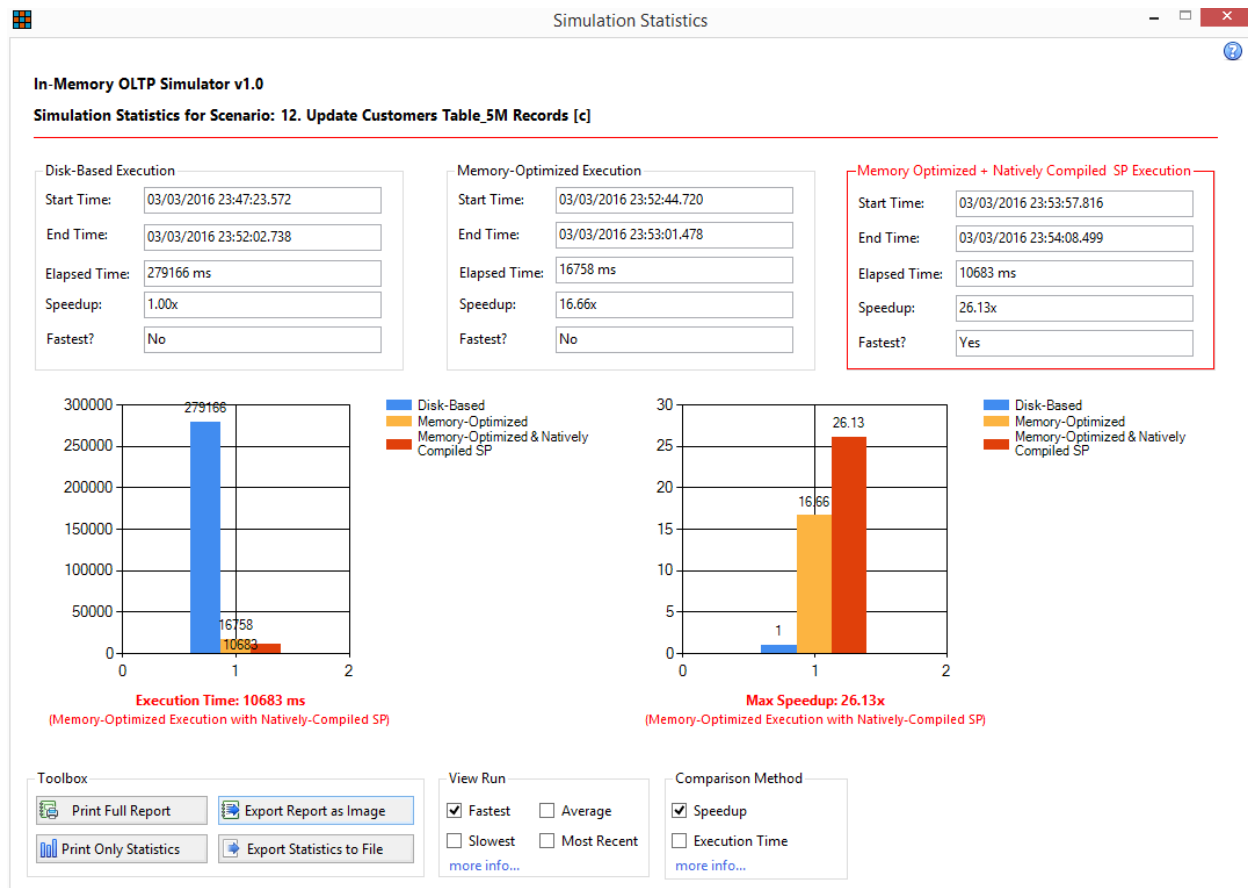 Simulation Statistics
In-Memory OLTP Simulator v1.0
Simulation Statistics for Scenario: 12. Update Customers Table_5M Records [c]
Disk-Based Execution
Start Time: 03/03/2016 23:47:23.572
End Time: 03/03/2016 23:52:02.738
Elapsed Time: 279166 ms
Speedup: 1.00x
Fastest? No
Memory-Optimized Execution
Start Time: 03/03/2016 23:52:44.720
End Time: 03/03/2016 23:53:01.478
Elapsed Time: 16758 ms
Speedup: 16.66x
Fastest? No
Memory Optimized + Natively Compiled SP Execution
Start Time: 03/03/2016 23:53:57.816
End Time: 03/03/2016 23:54:08.499
Elapsed Time: 10683 ms
Speedup: 26.13x
Fastest? Yes
300000
250000
200000
150000
100000
50000
0
279166
16758
10683
0 1 2
Disk-Based
Memory-Optimized
Memory-Optimized & Natively
Compiled SP
Execution Time: 10683 ms
(Memory-Optimized Execution with Natively-Compiled SP)
30
25
20
15
10
5
0
1
16.66
26.13
0 1 2
Disk-Based
Memory-Optimized
Memory-Optimized & Natively
Compiled SP
Max Speedup: 26.13x
(Memory-Optimized Execution with Natively-Compiled SP)
Toolbox
Print Full Report
Export Report as Image
Print Only Statistics
Export Statistics to File
View Run
Fastest
Average
Slowest
Most Recent
more info...
Comparison Method
Speedup
Execution Time
more info...